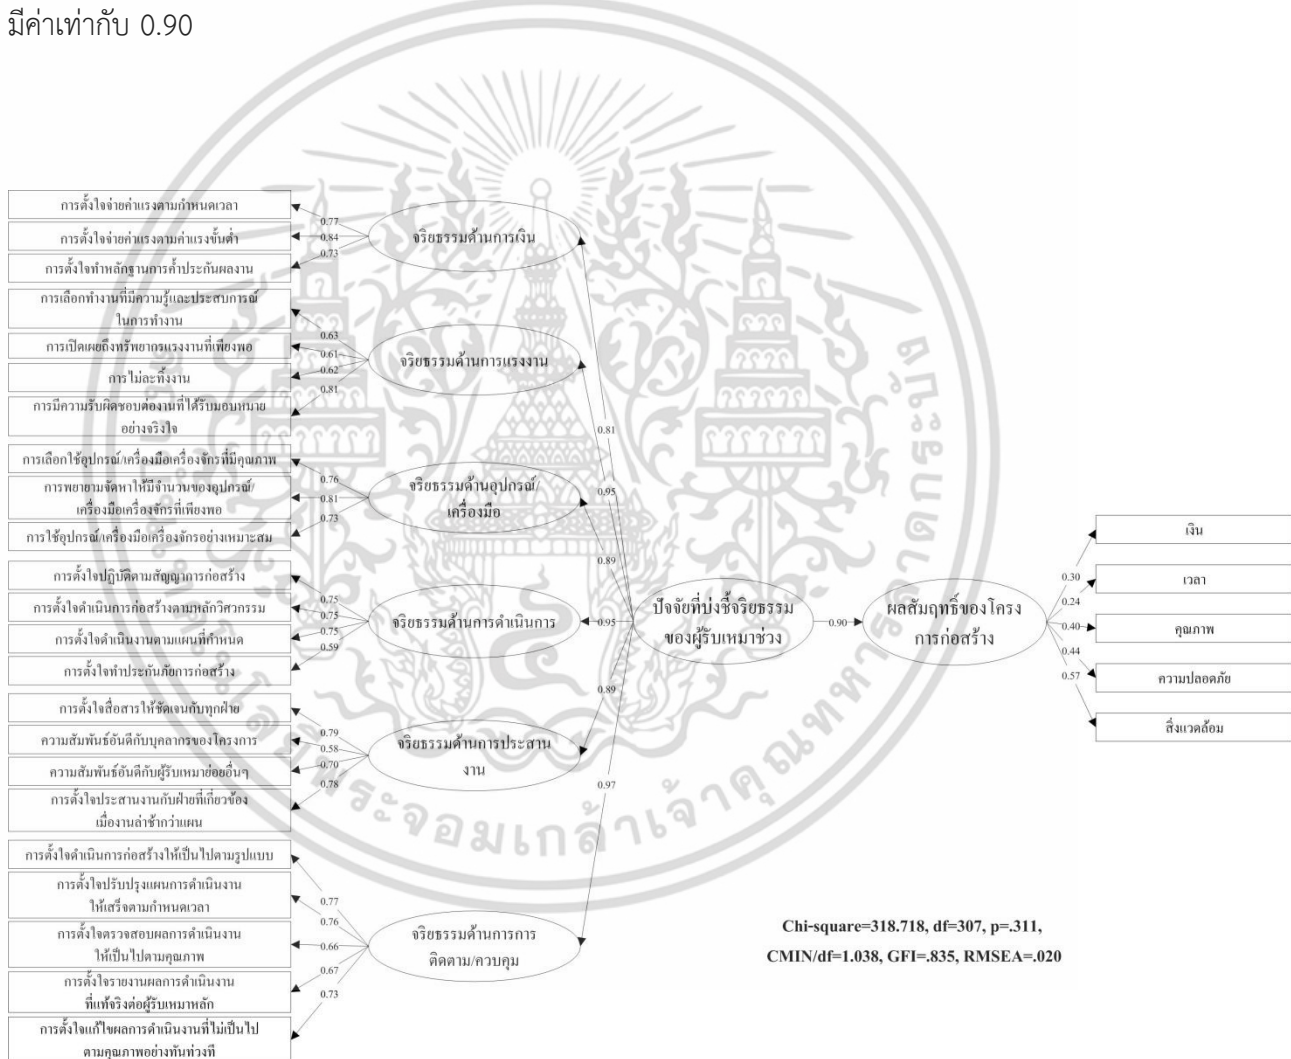 มีค่าเท่ากับ 0.90
การตั้งใจจ่ายค่าแรงตามกำหนดเวลา
การตั้งใจจ่ายค่าแรงตามค่าแรงขั้นต่ำ
การตั้งใจทำหลักฐานการค้ำประกันผลงาน
0.77
0.84
0.73
จริยธรรมด้านการเงิน
การเลือกทำงานที่มีความรู้และประสบการณ์
ในการทำงาน
การเปิดเผยถึงทรัพยากรแรงงานที่เพียงพอ
การไม่ละทิ้งงาน
การมีความรับผิดชอบต่องานที่ได้รับมอบหมาย
อย่างจริงใจ
0.63
0.61
0.62
0.81
จริยธรรมด้านการแรงงาน
การเลือกใช้อุปกรณ์/เครื่องมือเครื่องจักรที่มีคุณภาพ
การพยายามจัดหาให้มีจำนวนของอุปกรณ์/
เครื่องมือเครื่องจักรที่เพียงพอ
การใช้อุปกรณ์/เครื่องมือเครื่องจักรอย่างเหมาะสม
0.76
0.81
0.73
จริยธรรมด้านอุปกรณ์/
เครื่องมือ
การตั้งใจปฏิบัติตามสัญญาการก่อสร้าง
การตั้งใจดำเนินการก่อสร้างตามหลักวิศวกรรม
การตั้งใจดำเนินงานตามแผนที่กำหนด
การตั้งใจทำประกันภัยการก่อสร้าง
0.75
0.75
0.75
0.59
จริยธรรมด้านการดำเนินการ
การตั้งใจสื่อสารให้ชัดเจนกับทุกฝ่าย
ความสัมพันธ์อันดีกับบุคลากรของโครงการ
ความสัมพันธ์อันดีกับผู้รับเหมาย่อยอื่นๆ
การตั้งใจประสานงานกับฝ่ายที่เกี่ยวข้อง
เมื่องานล่าช้ากว่าแผน
0.79
0.58
0.70
0.78
จริยธรรมด้านการประสาน
งาน
การตั้งใจดำเนินการก่อสร้างให้เป็นไปตามรูปแบบ
การตั้งใจปรับปรุงแผนการดำเนินงาน
ให้เสร็จตามกำหนดเวลา
การตั้งใจตรวจสอบผลการดำเนินงาน
ให้เป็นไปตามคุณภาพ
การตั้งใจรายงานผลการดำเนินงาน
ที่แท้จริงต่อผู้รับเหมาหลัก
การตั้งใจแก้ไขผลการดำเนินงานที่ไม่เป็นไป
ตามคุณภาพอย่างทันท่วงที
0.77
0.76
0.66
0.67
0.73
จริยธรรมด้านการการ
ติดตาม/ควบคุม
0.81
0.95
0.89
0.95
0.89
0.97
ปัจจัยที่บ่งชี้จริยธรรม
ของผู้รับเหมาช่วง
0.90
ผลสัมฤทธิ์ของโครง
การก่อสร้าง
0.30
0.24
0.40
0.44
0.57
เงิน
เวลา
คุณภาพ
ความปลอดภัย
สิ่งแวดล้อม
Chi-square=318.718, df=307, p=.311,
CMIN/df=1.038, GFI=.835, RMSEA=.020